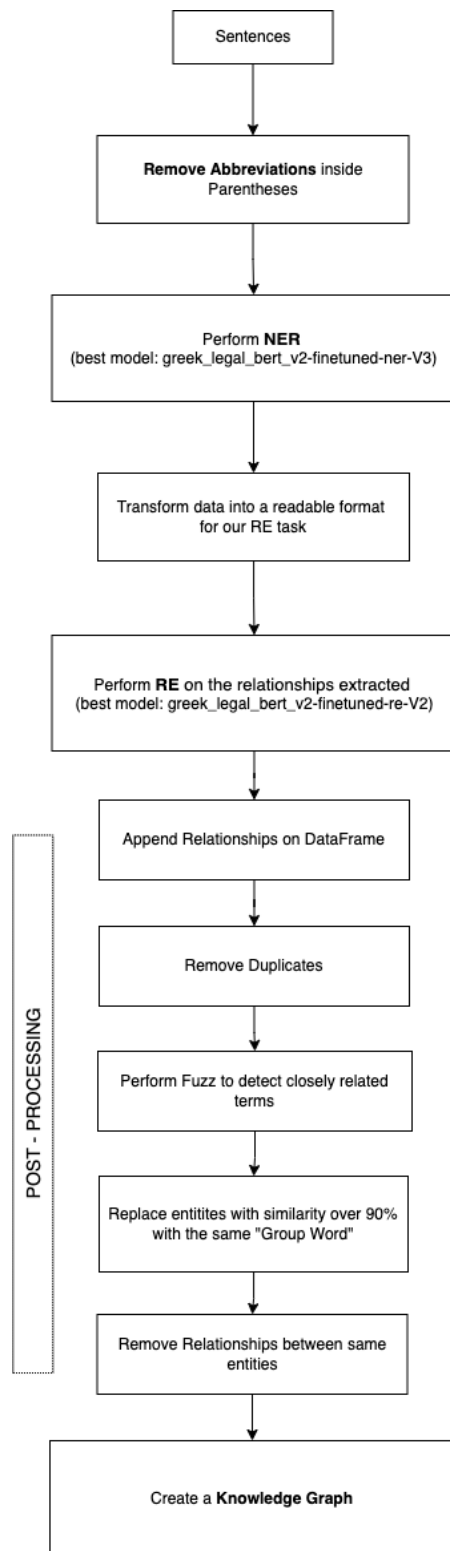 Sentences
Remove Abbreviations inside
Parentheses
Perform NER
(best model: greek_legal_bert_v2-finetuned-ner-V3)
Transform data into a readable format
for our RE task
Perform RE on the relationships extracted
(best model: greek_legal_bert_v2-finetuned-re-V2)
POST - PROCESSING
Append Relationships on DataFrame
Remove Duplicates
Perform Fuzz to detect closely related
terms
Replace entitites with similarity over 90%
with the same "Group Word"
Remove Relationships between same
entities
Create a Knowledge Graph